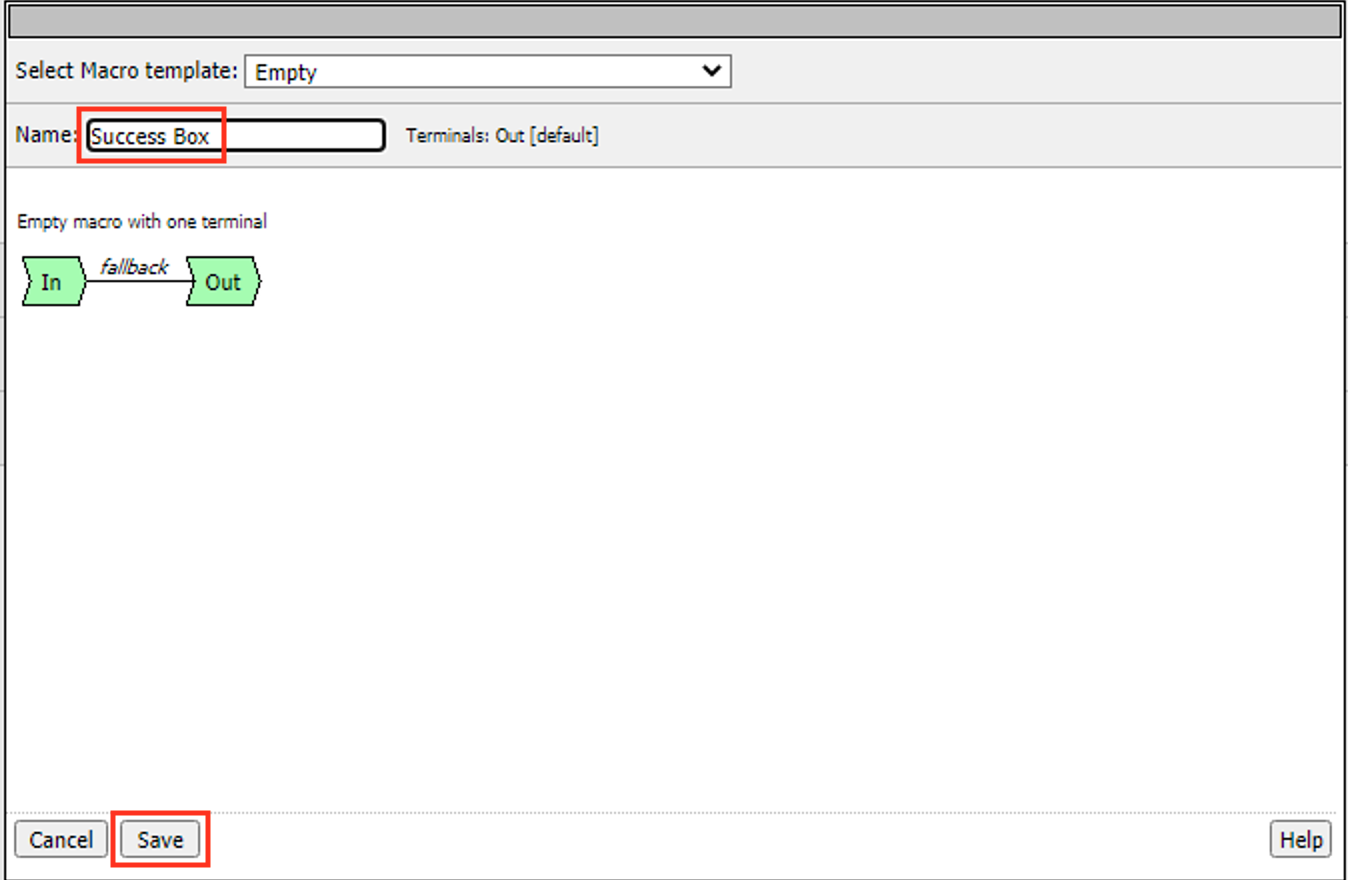 Select Macro template: Empty
Name: Success Box Terminals: Out [default]
Empty macro with one terminal
In fallback Out
Cancel Save Help